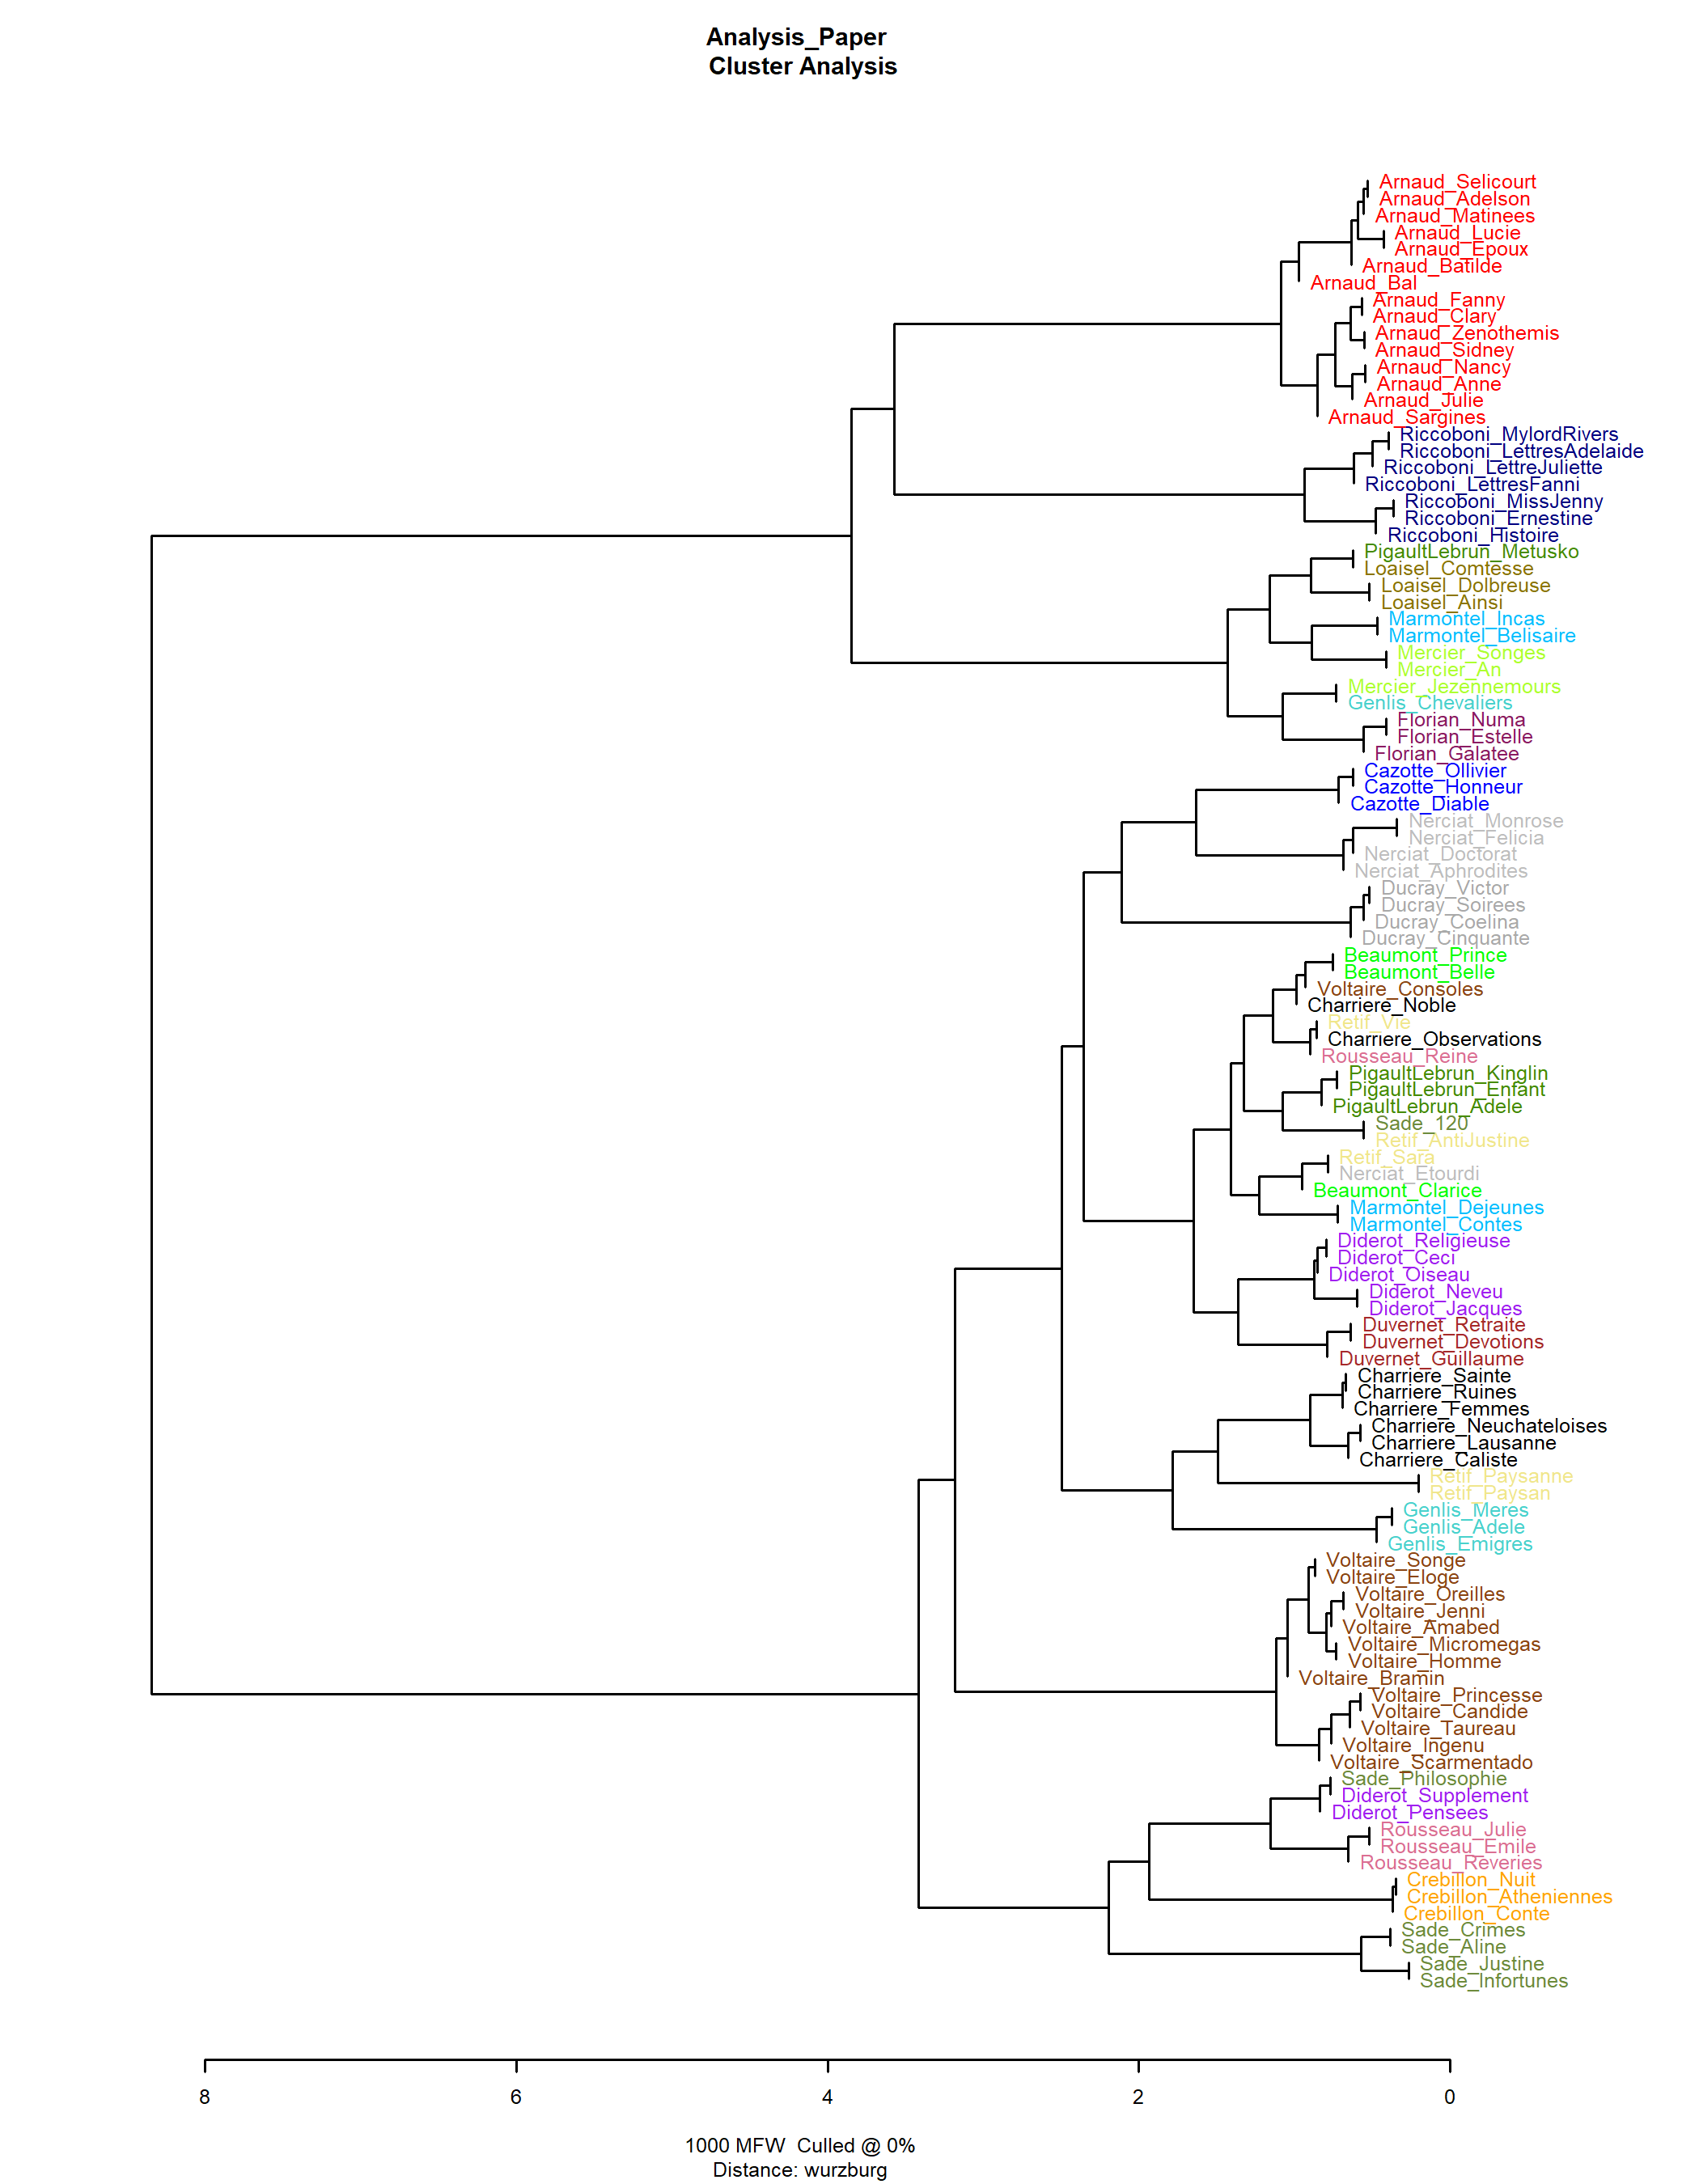 Analysis_Paper
Cluster Analysis
Arnaud_Selicourt
Arnaud_Adelson
Arnaud_Matinees
Arnaud_Lucie
Arnaud_Epoux
Arnaud_Batilde
Arnaud_Bal
Arnaud_Fanny
Arnaud_Clary
Arnaud_Zenothemis
Arnaud_Sidney
Arnaud_Nancy
Arnaud_Anne
Arnaud_Julie
Arnaud_Sargines
Riccoboni_MylordRivers
Riccoboni_LettresAdelaide
Riccoboni_LettreJuliette
Riccoboni_LettresFanni
Riccoboni_MissJenny
Riccoboni_Ernestine
Riccoboni_Histoire
PigaultLebrun_Metusko
Loaisel_Comtesse
Loaisel_Dolbreuse
Loaisel_Ainsi
Marmontel_Incas
Marmontel_Belisaire
Mercier_Songes
Mercier_An
Mercier_Jezennemours
Genlis_Chevaliers
Florian_Numa
Florian_Estelle
Florian_Galatee
Cazotte_Ollivier
Cazotte_Honneur
Cazotte_Diable
Nerciat_Monrose
Nerciat_Felicia
Nerciat_Doctorat
Nerciat_Aphrodites
Ducray_Victor
Ducray_Soirees
Ducray_Coelina
Ducray_Cinquante
Beaumont_Prince
Beaumont_Belle
Voltaire_Consoles
Charriere_Noble
Retif_Vie
Charriere_Observations
Rousseau_Reine
PigaultLebrun_Kinglin
PigaultLebrun_Enfant
PigaultLebrun_Adele
Sade_120
Retif_AntiJustine
Retif_Sara
Nerciat_Etourdi
Beaumont_Clarice
Marmontel_Dejeunes
Marmontel_Contes
Diderot_Religieuse
Diderot_Ceci
Diderot_Oiseau
Diderot_Neveu
Diderot_Jacques
Duvernet_Retraite
Duvernet_Devotions
Duvernet_Guillaume
Charriere_Sainte
Charriere_Ruines
Charriere_Femmes
Charriere_Neuchateloises
Charriere_Lausanne
Charriere_Caliste
Retif_Paysanne
Retif_Paysan
Genlis_Meres
Genlis_Adele
Genlis_Emigres
Voltaire_Songe
Voltaire_Eloge
Voltaire_Oreilles
Voltaire_Jenni
Voltaire_Amabed
Voltaire_Micromegas
Voltaire_Homme
Voltaire_Bramin
Voltaire_Princesse
Voltaire_Candide
Voltaire_Taureau
Voltaire_Ingenu
Voltaire_Scarmentado
Sade_Philosophie
Diderot_Supplement
Diderot_Pensees
Rousseau_Julie
Rousseau_Emile
Rousseau_Reveries
Crebillon_Nuit
Crebillon_Atheniennes
Crebillon_Conte
Sade_Crimes
Sade_Aline
Sade_Justine
Sade_Infortunes
8 6 4 2 0
1000 MFW  Culled @ 0%
Distance: wurzburg